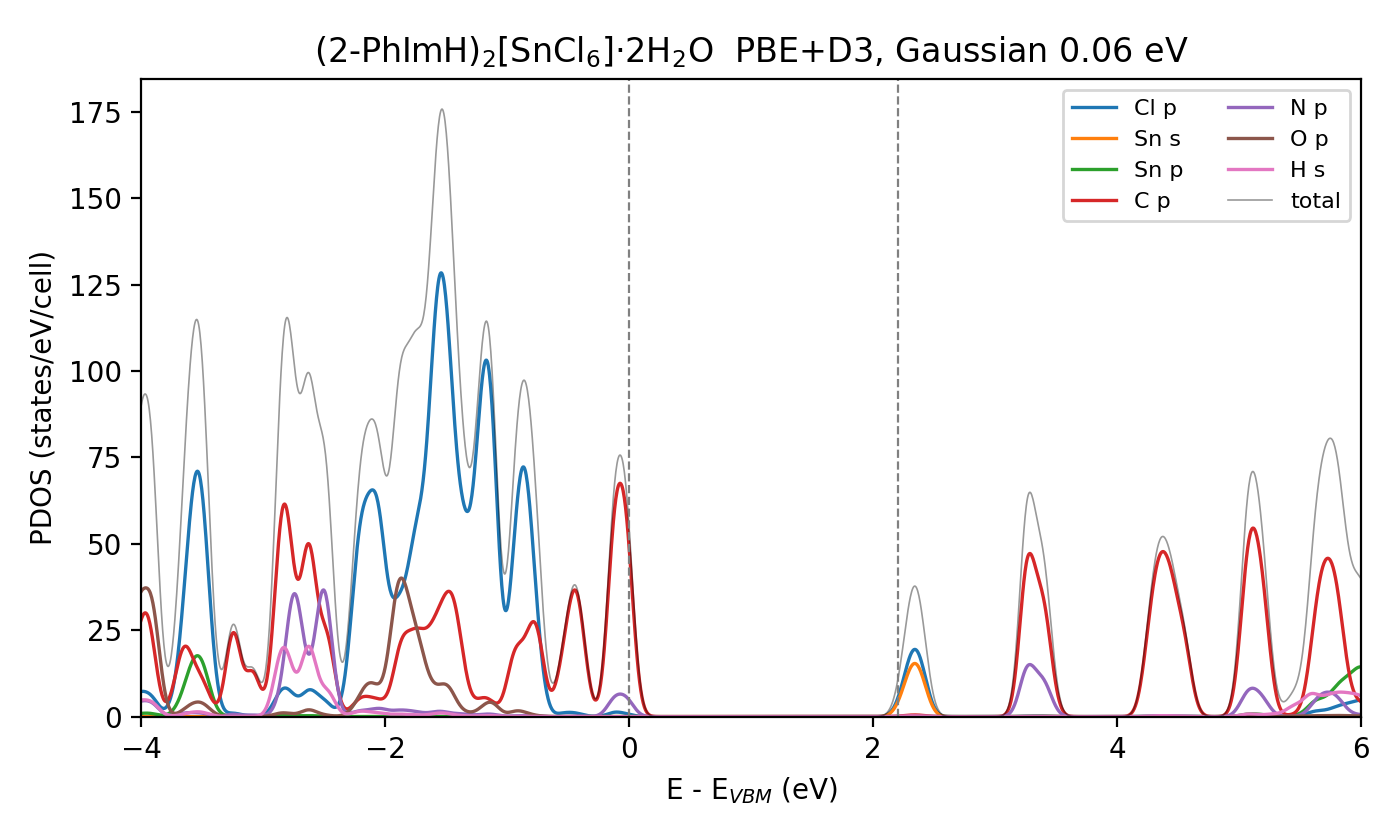 (2-PhImH)₂[SnCl₆]·2H₂O PBE+D3, Gaussian 0.06 eV
PDOS (states/eV/cell)
175
150
125
100
75
50
25
0
Cl p
Sn s
Sn p
C p
N p
O p
H s
total
−4
−2
0
2
4
6
E - E_VBM (eV)